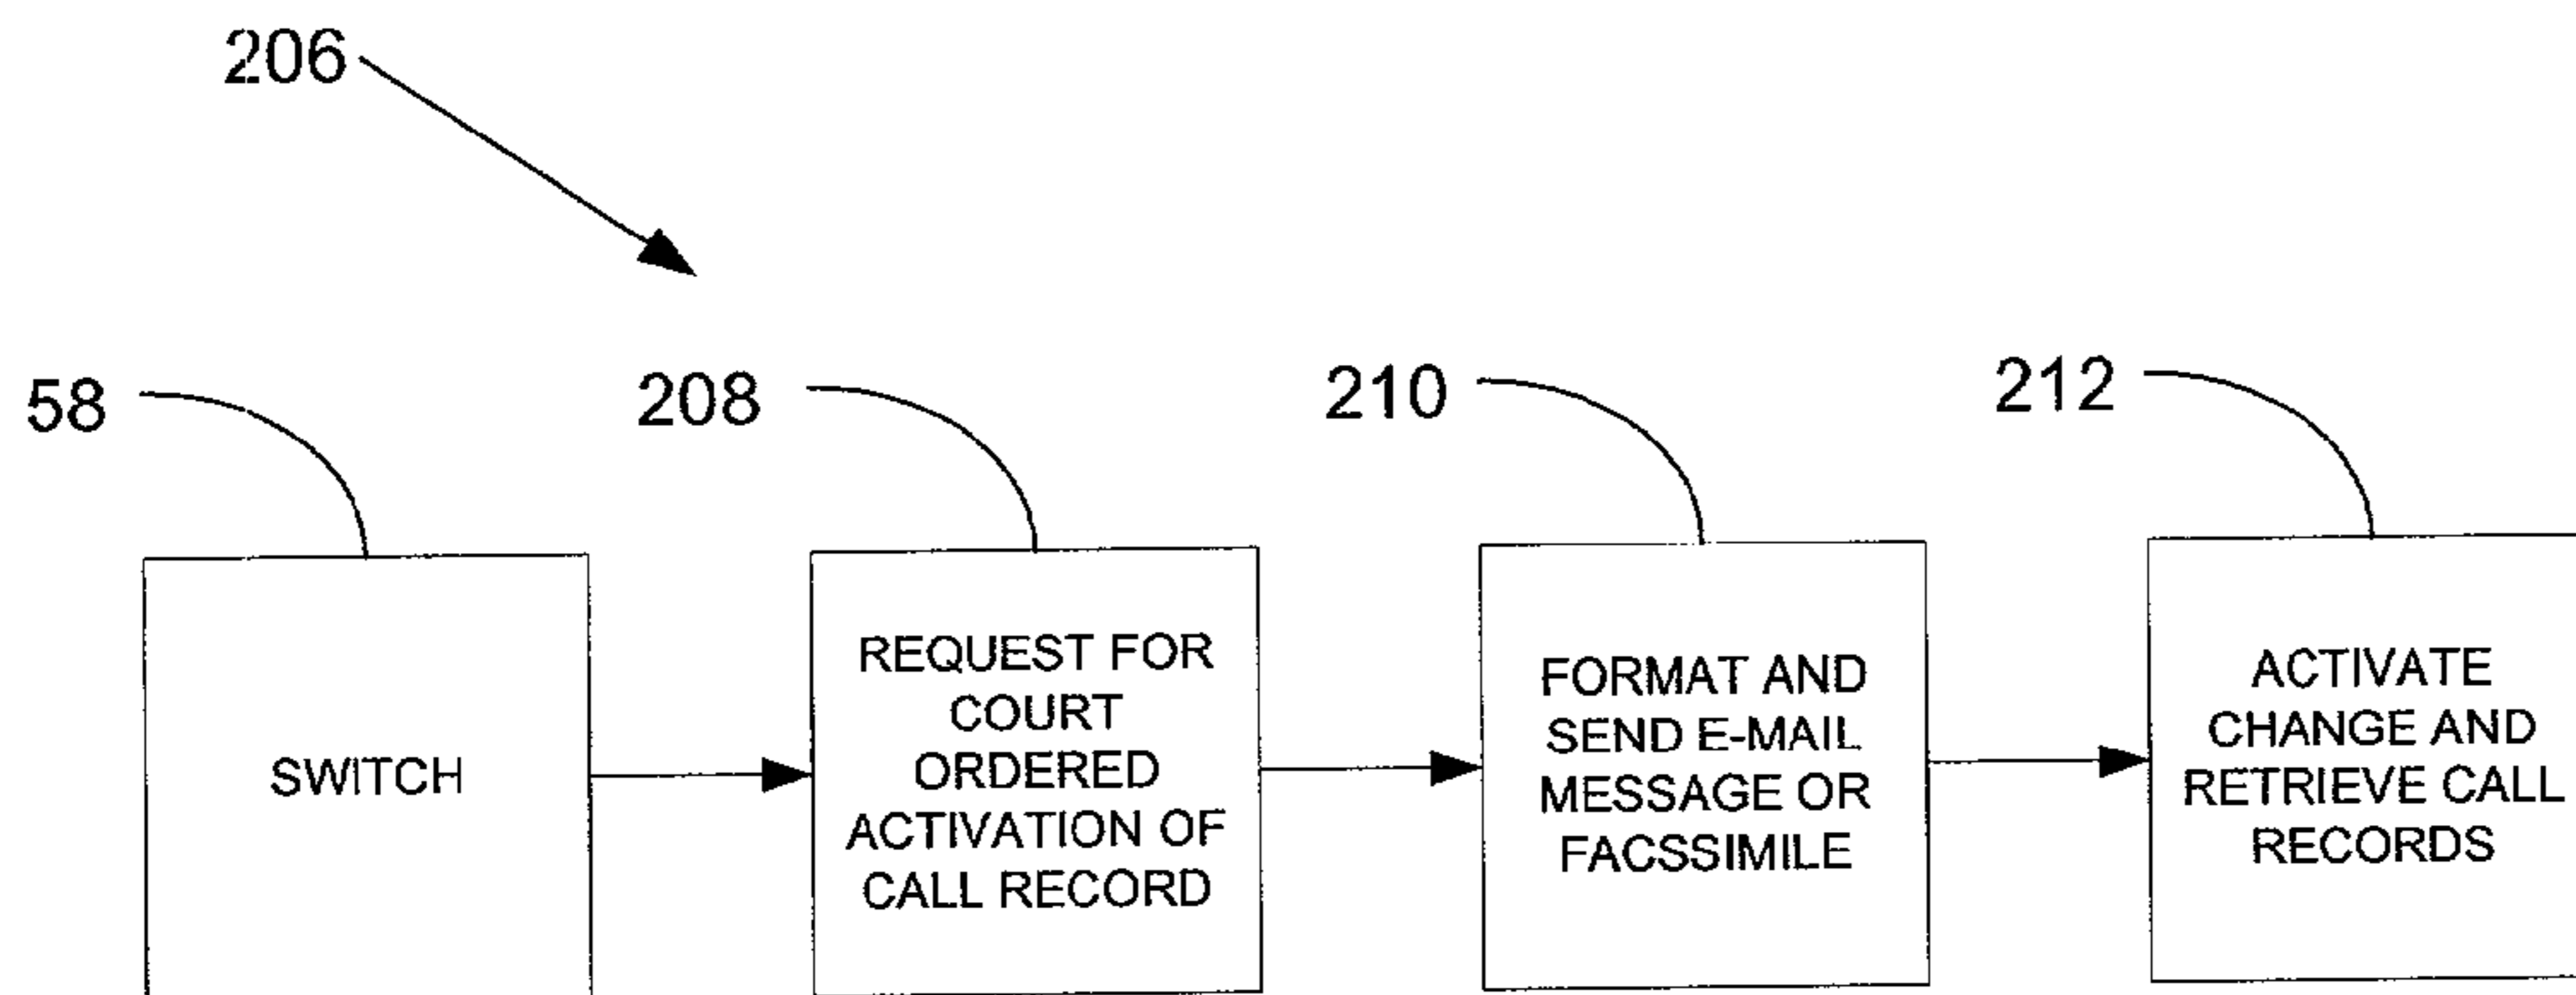 206
58
208
210
212
SWITCH
REQUEST FOR
COURT
ORDERED
ACTIVATION OF
CALL RECORD
FORMAT AND
SEND E-MAIL
MESSAGE OR
FACSSIMILE
ACTIVATE
CHANGE AND
RETRIEVE CALL
RECORDS